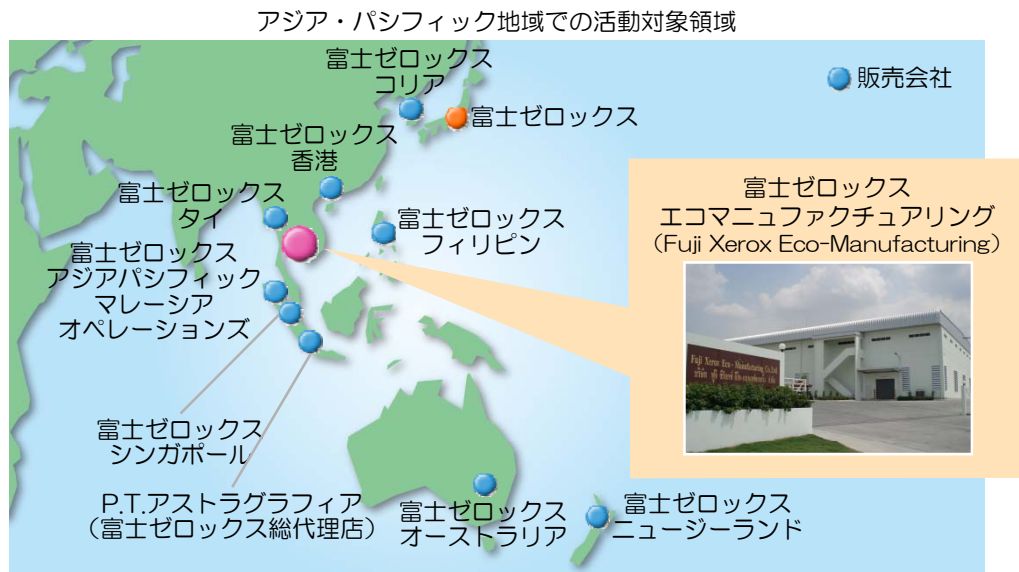 アジア・パシフィック地域での活動対象領域
富士ゼロックス
コリア
販売会社
富士ゼロックス
富士ゼロックス
香港
富士ゼロックス
タイ
富士ゼロックス
フィリピン
富士ゼロックス
アジアパシフィック
マレーシア
オペレーションズ
富士ゼロックス
エコマニュファクチュアリング
（Fuji Xerox Eco-Manufacturing）
Fuji Xerox Eco-Manufacturing Co.,Ltd
富士ゼロックス
シンガポール
P.T.アストラグラフィア
（富士ゼロックス総代理店）
富士ゼロックス
オーストラリア
富士ゼロックス
ニュージーランド